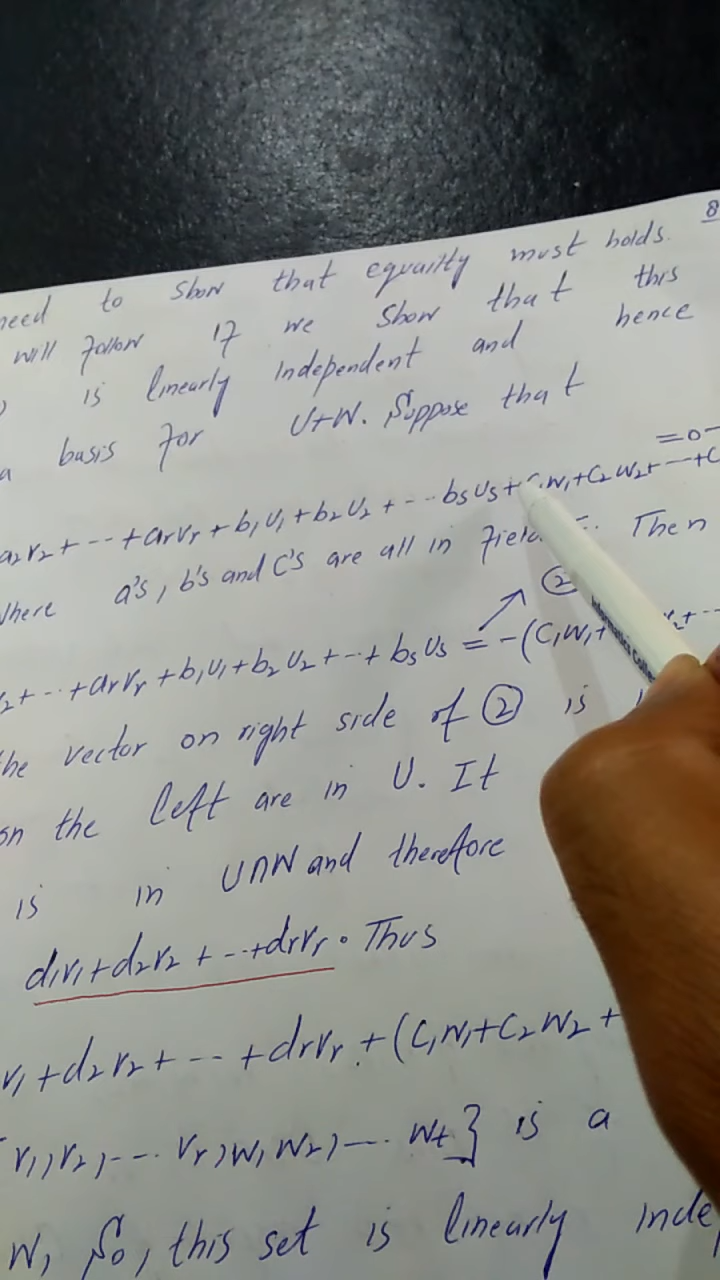 8
need to show that equailty must holds.
will follow if we show that this
is linearly independent and hence
a basis for U+W. Suppose that
=0
a₂v₂ + --- + arvr + b₁u₁ + b₂u₂ + --- bsus + C₁w₁ + C₂w₂ + --- + C
Where a's, b's and C's are all in Then
②
+ --- + arvr + b₁u₁ + b₂u₂ + --- + bsus = -(C₁w₁ +
the vector on right side of ② is
on the left are in U. It
is in U∩W and therefore
d₁v₁ + d₂v₂ + --- + drvr. Thus
v₁ + d₂v₂ + --- + drvr + (C₁w₁ + C₂w₂ +
v₁, v₂, --- vr, w₁, w₂, --- wt} is a
W, So, this set is linearly